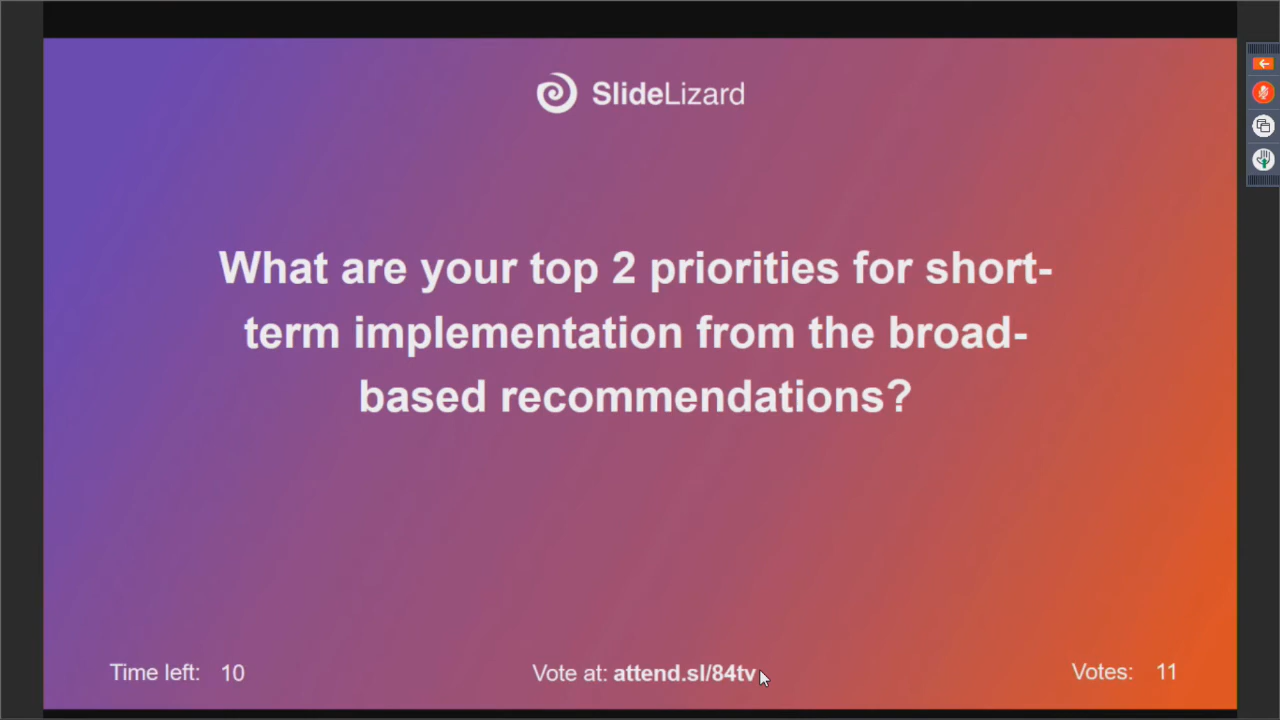 SlideLizard
What are your top 2 priorities for short-
term implementation from the broad-
based recommendations?
Time left: 10
Vote at: attend.sl/84tv
Votes: 11